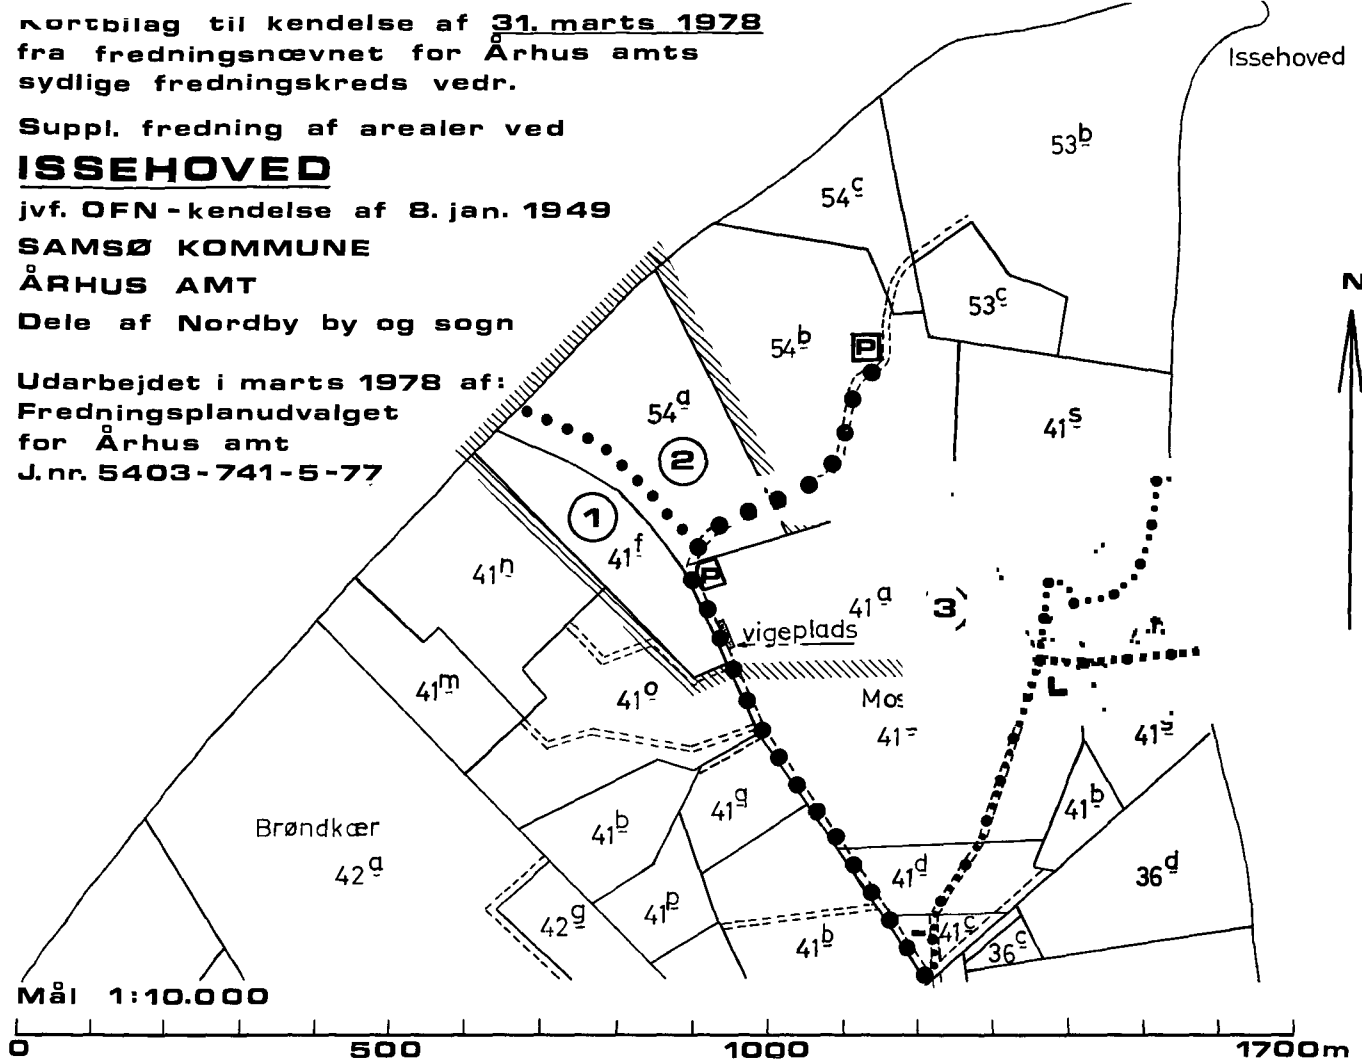 Kortbilag til kendelse af 31. marts 1978
fra fredningsnævnet for Århus amts
sydlige fredningskreds vedr.
Suppl. fredning af arealer ved
ISSEHOVED
jvf. OFN-kendelse af 8. jan. 1949
SAMSØ KOMMUNE
ÅRHUS AMT
Dele af Nordby by og sogn
Udarbejdet i marts 1978 af:
Fredningsplanudvalget
for Århus amt
J.nr. 5403-741-5-77
Issehoved
53b
54c
N
53c
54b
P
54a
41s
2
1
41f
41n
P
41a
3
vigeplads
41m
41o
Mos
41
41s
41b
41g
41b
Brøndkær
42a
41d
36d
41p
42g
41b
41c
36c
Mål 1:10.000
0 500 1000 1700m